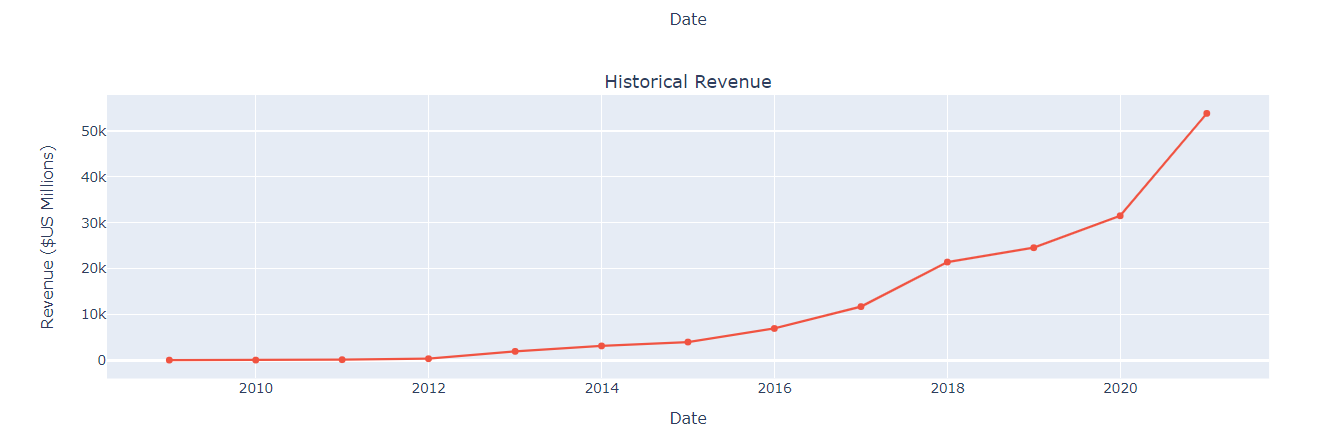 Date
Historical Revenue
Revenue ($US Millions)
50k
40k
30k
20k
10k
0
2010 2012 2014 2016 2018 2020
Date